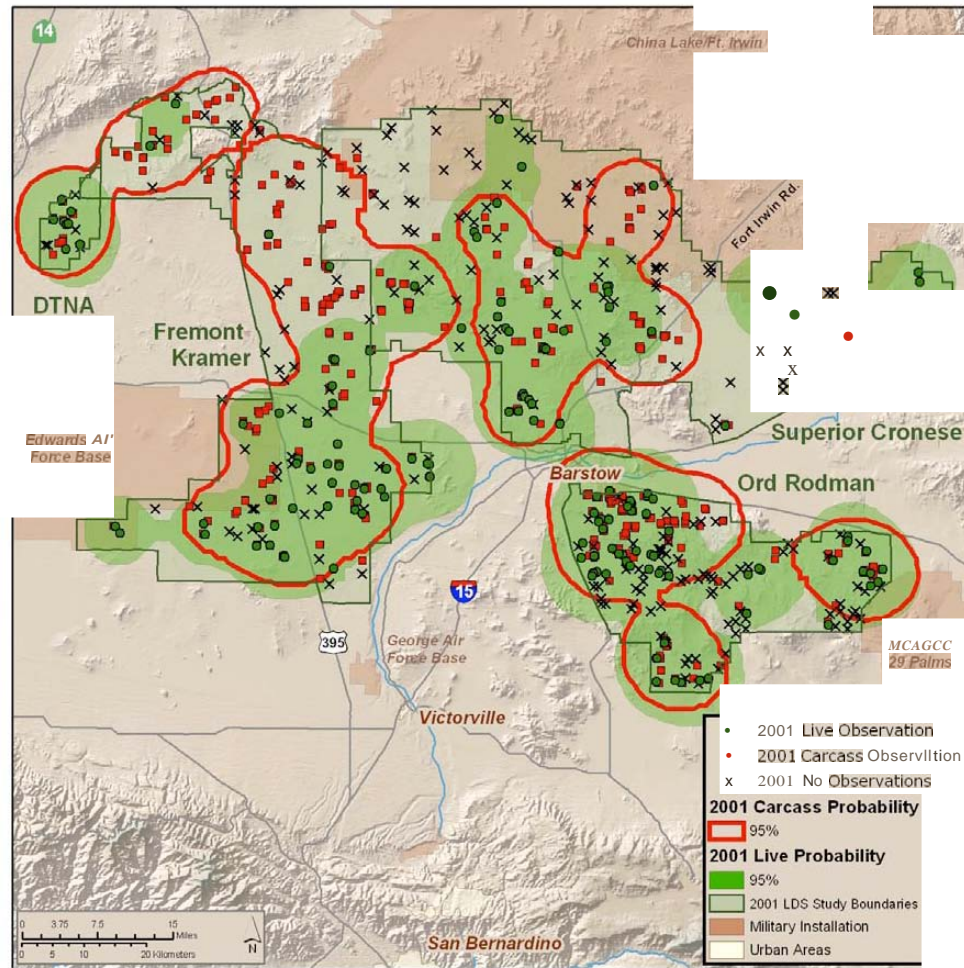 14
China Lake/Ft. Irwin
Fort Irwin Rd.
DTNA
Fremont
Kramer
Edwards AI'
Force Base
Superior Cronese
Barstow
Ord Rodman
15
395
George Air
Force Base
MCAGCC
29 Palms
Victorville
• 2001 Live Observation
• 2001 Carcass Observlltion
x 2001 No Observations
2001 Carcass Probability
95%
2001 Live Probability
95%
2001 LDS Study Boundaries
Military Installation
Urban Areas
0 3.75 7.5 15
Miles
0 5 10 20 Kilometers
N
San Bernardino